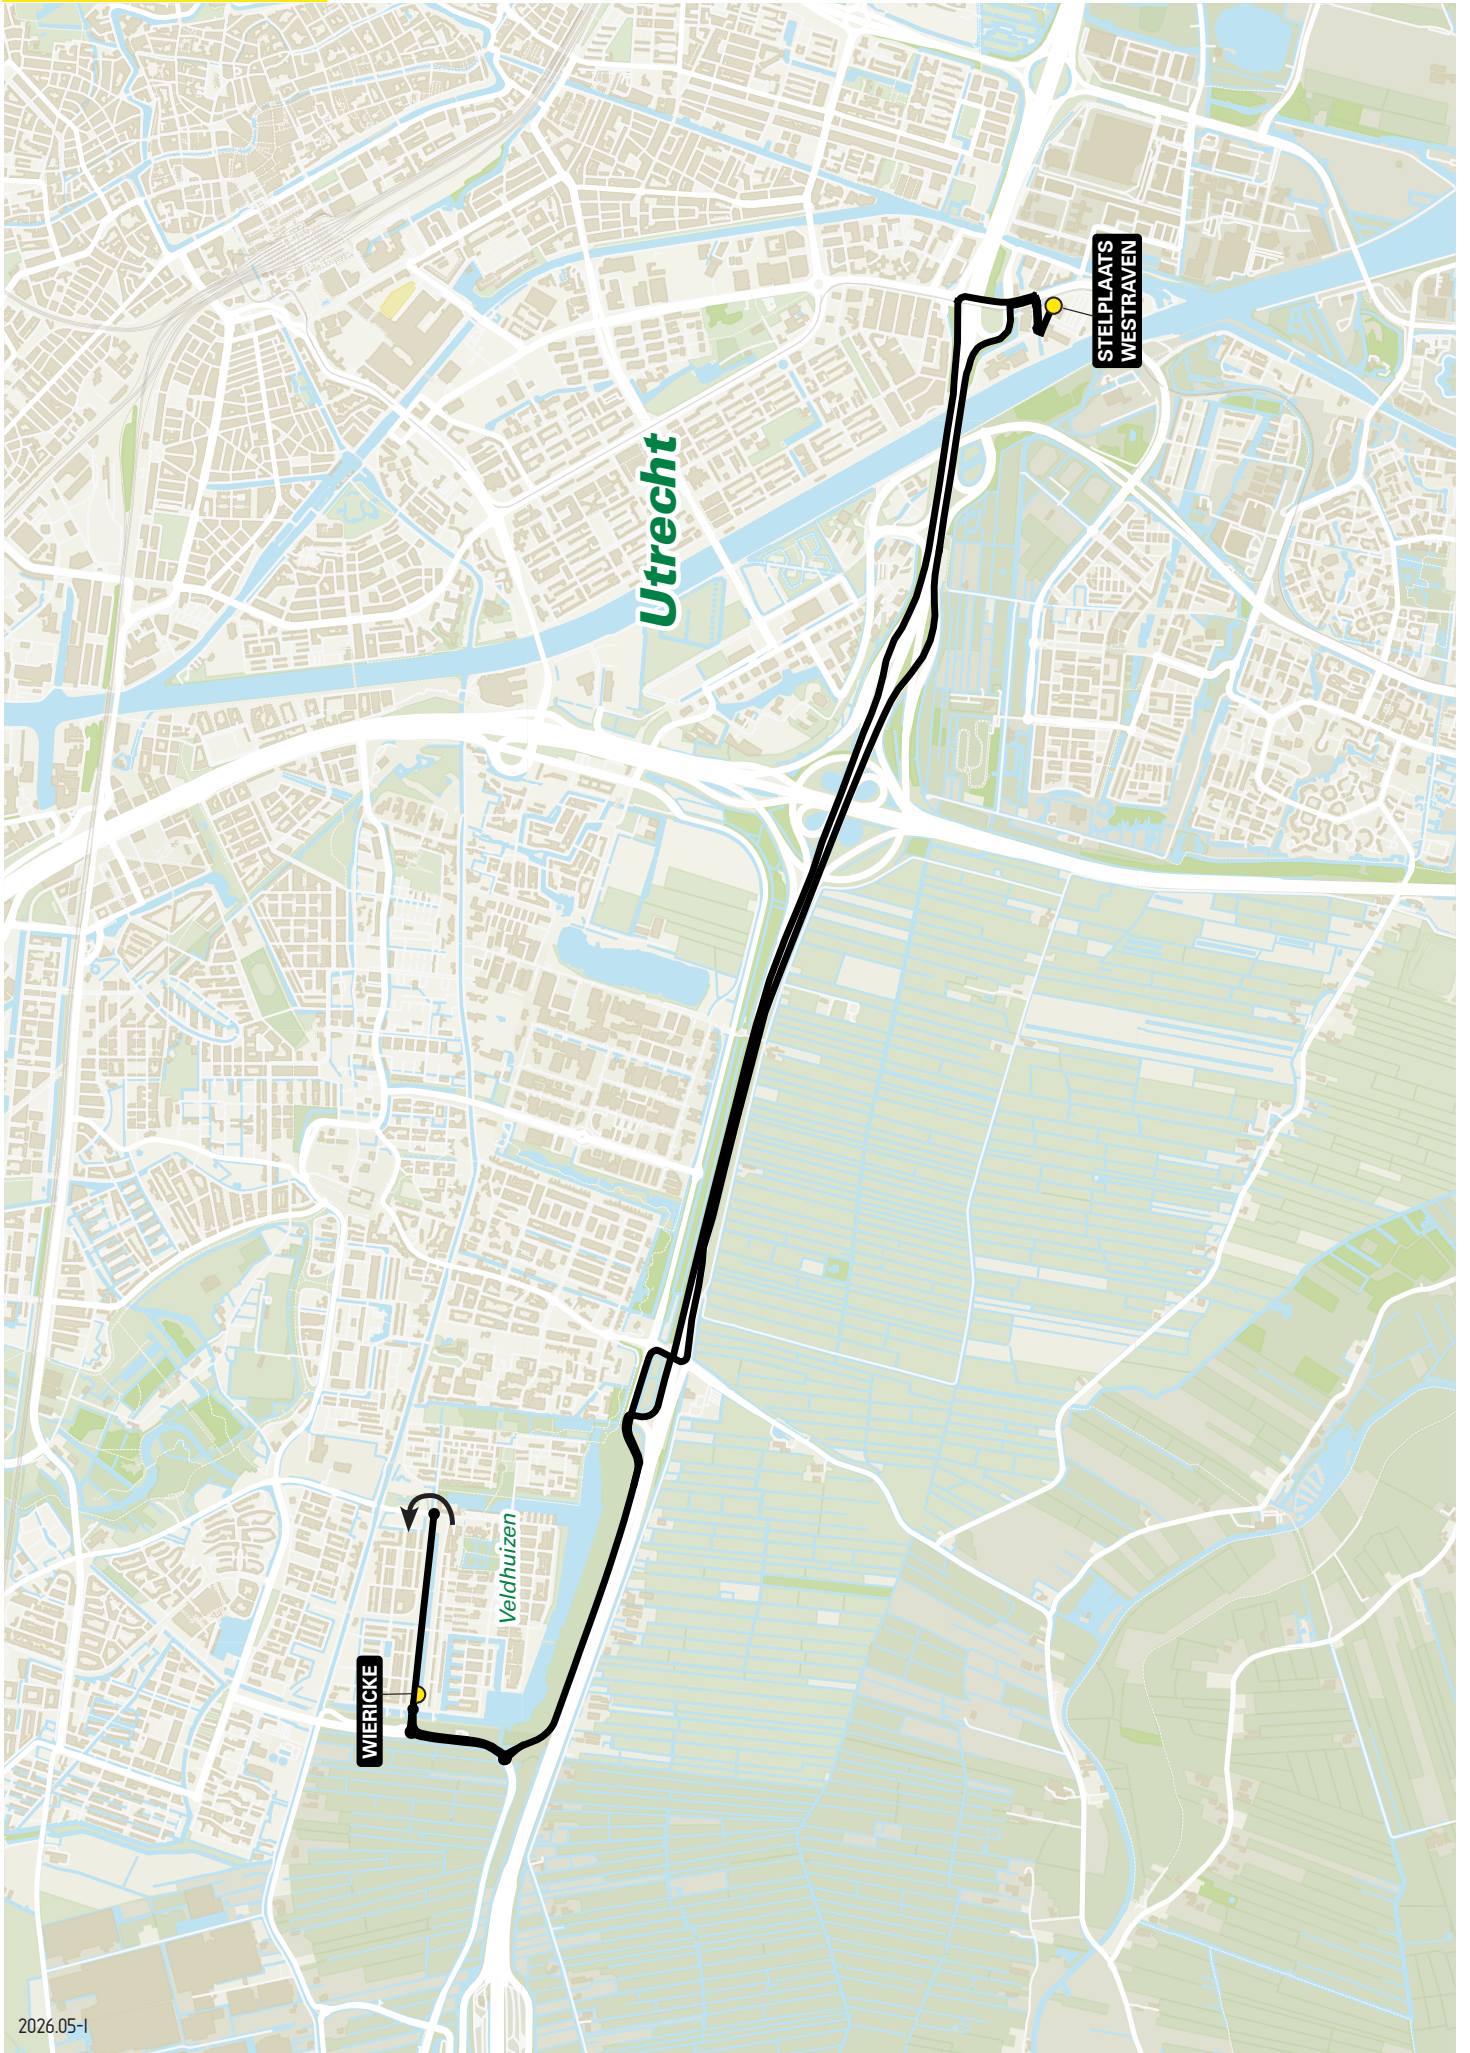 STELPLAATS
WESTRAVEN
Utrecht
Veldhuizen
WIERICKE
2026.05-I